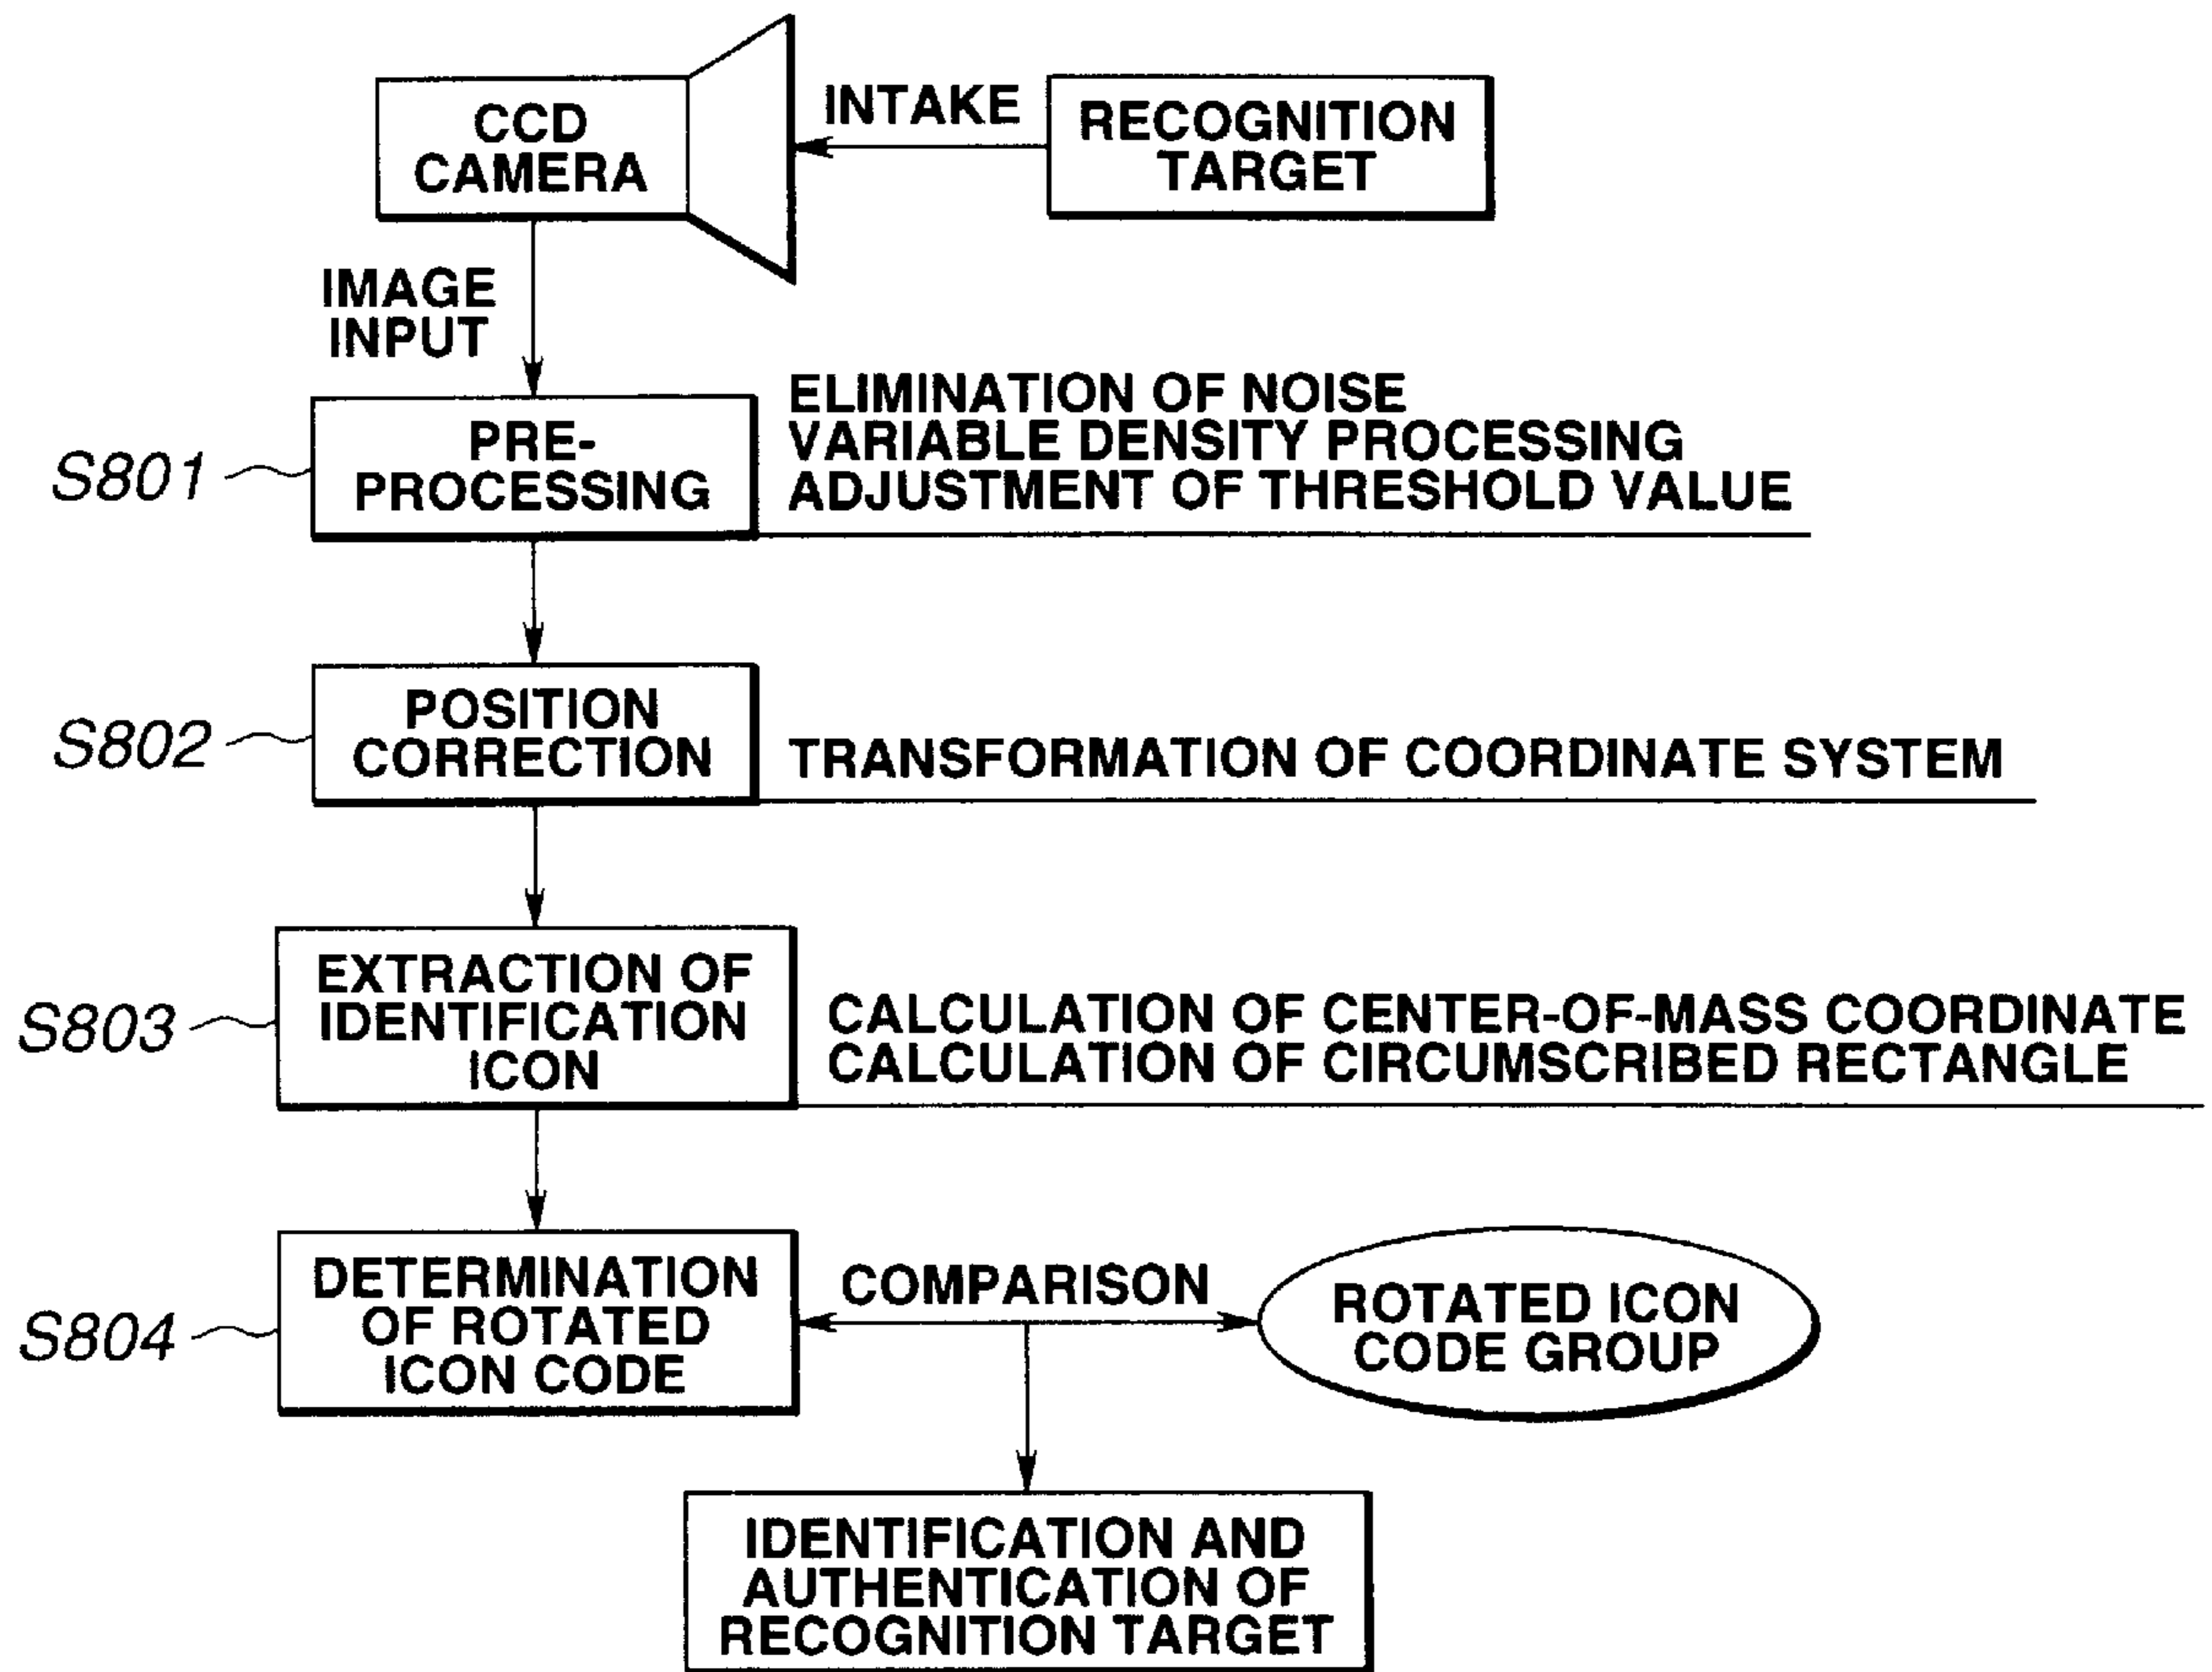 CCD
CAMERA
INTAKE
RECOGNITION
TARGET
IMAGE
INPUT
S801
PRE-
PROCESSING
ELIMINATION OF NOISE
VARIABLE DENSITY PROCESSING
ADJUSTMENT OF THRESHOLD VALUE
S802
POSITION
CORRECTION
TRANSFORMATION OF COORDINATE SYSTEM
S803
EXTRACTION OF
IDENTIFICATION
ICON
CALCULATION OF CENTER-OF-MASS COORDINATE
CALCULATION OF CIRCUMSCRIBED RECTANGLE
S804
DETERMINATION
OF ROTATED
ICON CODE
COMPARISON
ROTATED ICON
CODE GROUP
IDENTIFICATION AND
AUTHENTICATION OF
RECOGNITION TARGET